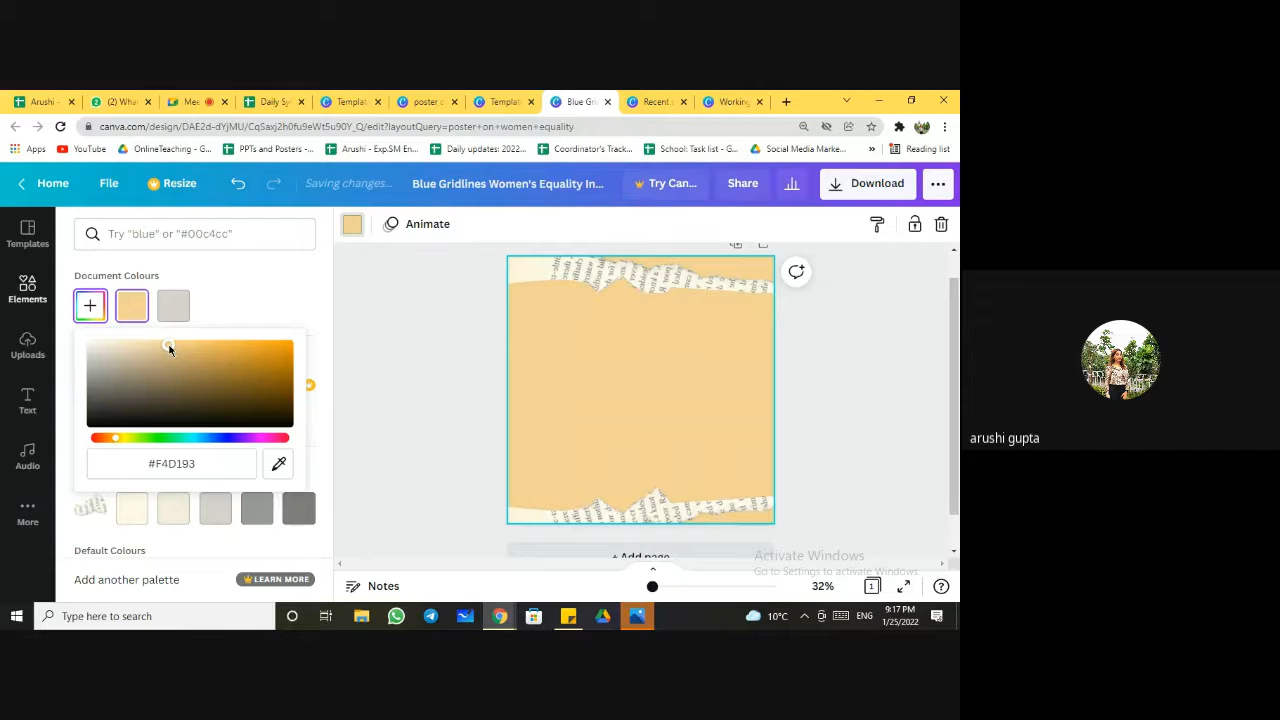 Arushi -
(2) Wha
Mee
Daily Sy
Templat
poster c
Templat
Blue Gri
Recent
Working
canva.com/design/DAE2d-dYjMU/CqSaxj2h0fu9eWt5u90Y_Q/edit?layoutQuery=poster+on+women+equality
Apps
YouTube
OnlineTeaching - G...
PPTs and Posters -...
Arushi - Exp.SM En...
Daily updates: 2022...
Coordinator's Track...
School: Task list - G...
Social Media Marke...
»
Reading list
Home
File
Resize
Saving changes...
Blue Gridlines Women's Equality In...
Try Can...
Share
Download
Templates
Elements
Uploads
Text
Audio
More
Try "blue" or "#00c4cc"
Animate
Document Colours
#F4D193
Default Colours
Add another palette
LEARN MORE
+ Add page
Notes
32%
1
Activate Windows
Go to Settings to activate Windows.
Type here to search
10°C
ENG
9:17 PM
1/25/2022
arushi gupta